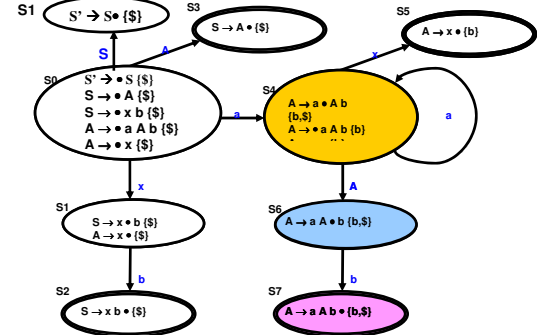 S1
S' → S• {$}
S3
S → A • {$}
S5
A → x • {b}
S
A
x
S0
S' → • S {$}
S → • A {$}
S → • x b {$}
A → • a A b {$}
A → • x {$}
a
S4
A → a • A b
{b,$}
A → • a A b {b}
a
x
A
S1
S → x • b {$}
A → x • {$}
S6
A → a A • b {b,$}
b
b
S2
S → x b • {$}
S7
A → a A b • {b,$}